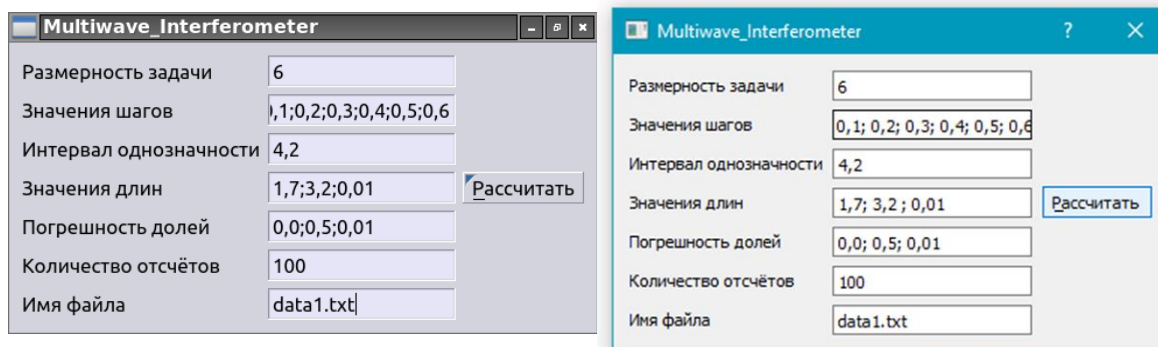 Multiwave_Interferometer
Размерность задачи 6
Значения шагов ,1;0,2;0,3;0,4;0,5;0,6
Интервал однозначности 4,2
Значения длин 1,7;3,2;0,01 Рассчитать
Погрешность долей 0,0;0,5;0,01
Количество отсчётов 100
Имя файла data1.txt
Multiwave_Interferometer ?
Размерность задачи 6
Значения шагов 0,1; 0,2; 0,3; 0,4; 0,5; 0,6
Интервал однозначности 4,2
Значения длин 1,7; 3,2 ; 0,01 Рассчитать
Погрешность долей 0,0; 0,5; 0,01
Количество отсчётов 100
Имя файла data1.txt